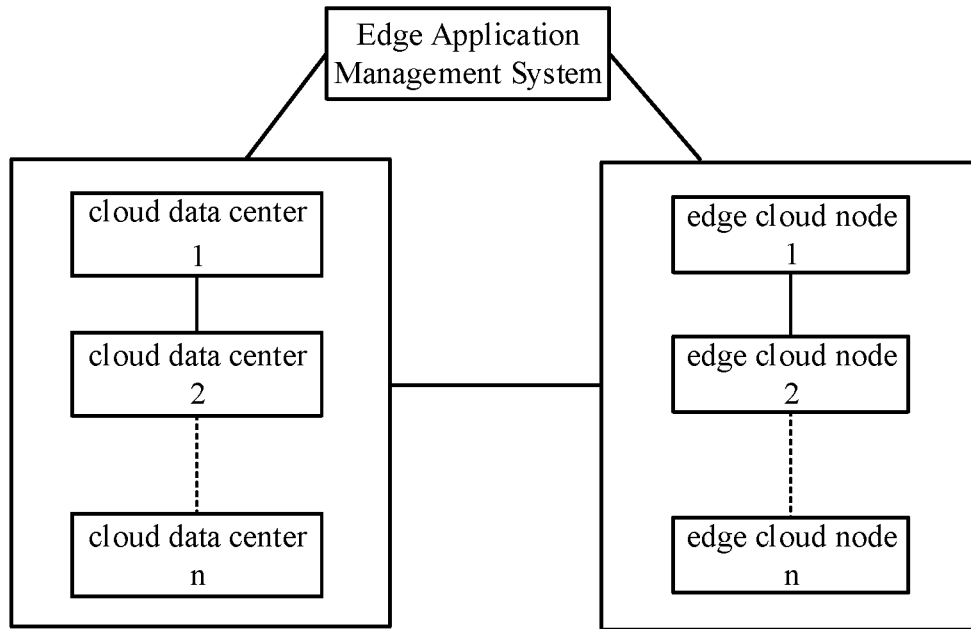 Edge Application
Management System
cloud data center
1
cloud data center
2
cloud data center
n
edge cloud node
1
edge cloud node
2
edge cloud node
n